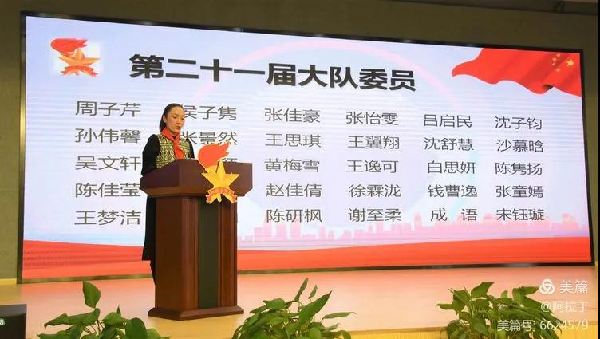 第二十一届大队委员
周子芹 吴子隽 张佳豪 张怡雯 吕启民 沈子钧
孙伟馨 张景然 王思琪 王翼翔 沈舒慧 沙慕晗
吴文轩 黄梅雪 王逸可 白思妍 陈隽扬
陈佳莹 赵佳倩 徐霖泷 钱曹逸 张童嫣
王梦洁 陈研枫 谢至柔 成语 宋钰璇
美篇
@阿拉丁
美篇号:6624579